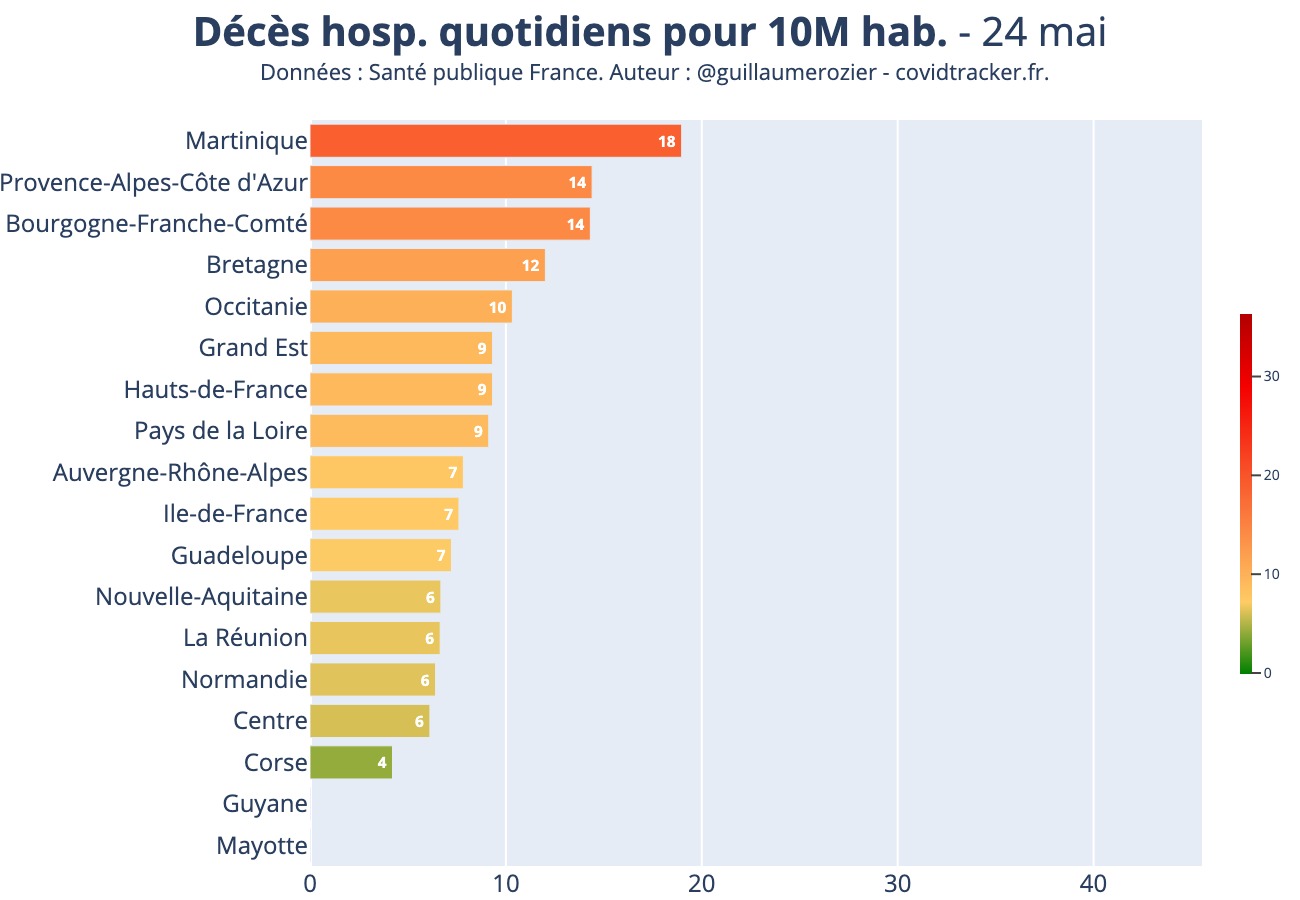 Décès hosp. quotidiens pour 10M hab. - 24 mai
Données : Santé publique France. Auteur : @guillaumerozier - covidtracker.fr.
Martinique 18
Provence-Alpes-Côte d'Azur 14
Bourgogne-Franche-Comté 14
Bretagne 12
Occitanie 10
Grand Est 9
Hauts-de-France 9
Pays de la Loire 9
Auvergne-Rhône-Alpes 7
Ile-de-France 7
Guadeloupe 7
Nouvelle-Aquitaine 6
La Réunion 6
Normandie 6
Centre 6
Corse 4
Guyane
Mayotte
0 10 20 30 40
30
20
10
0